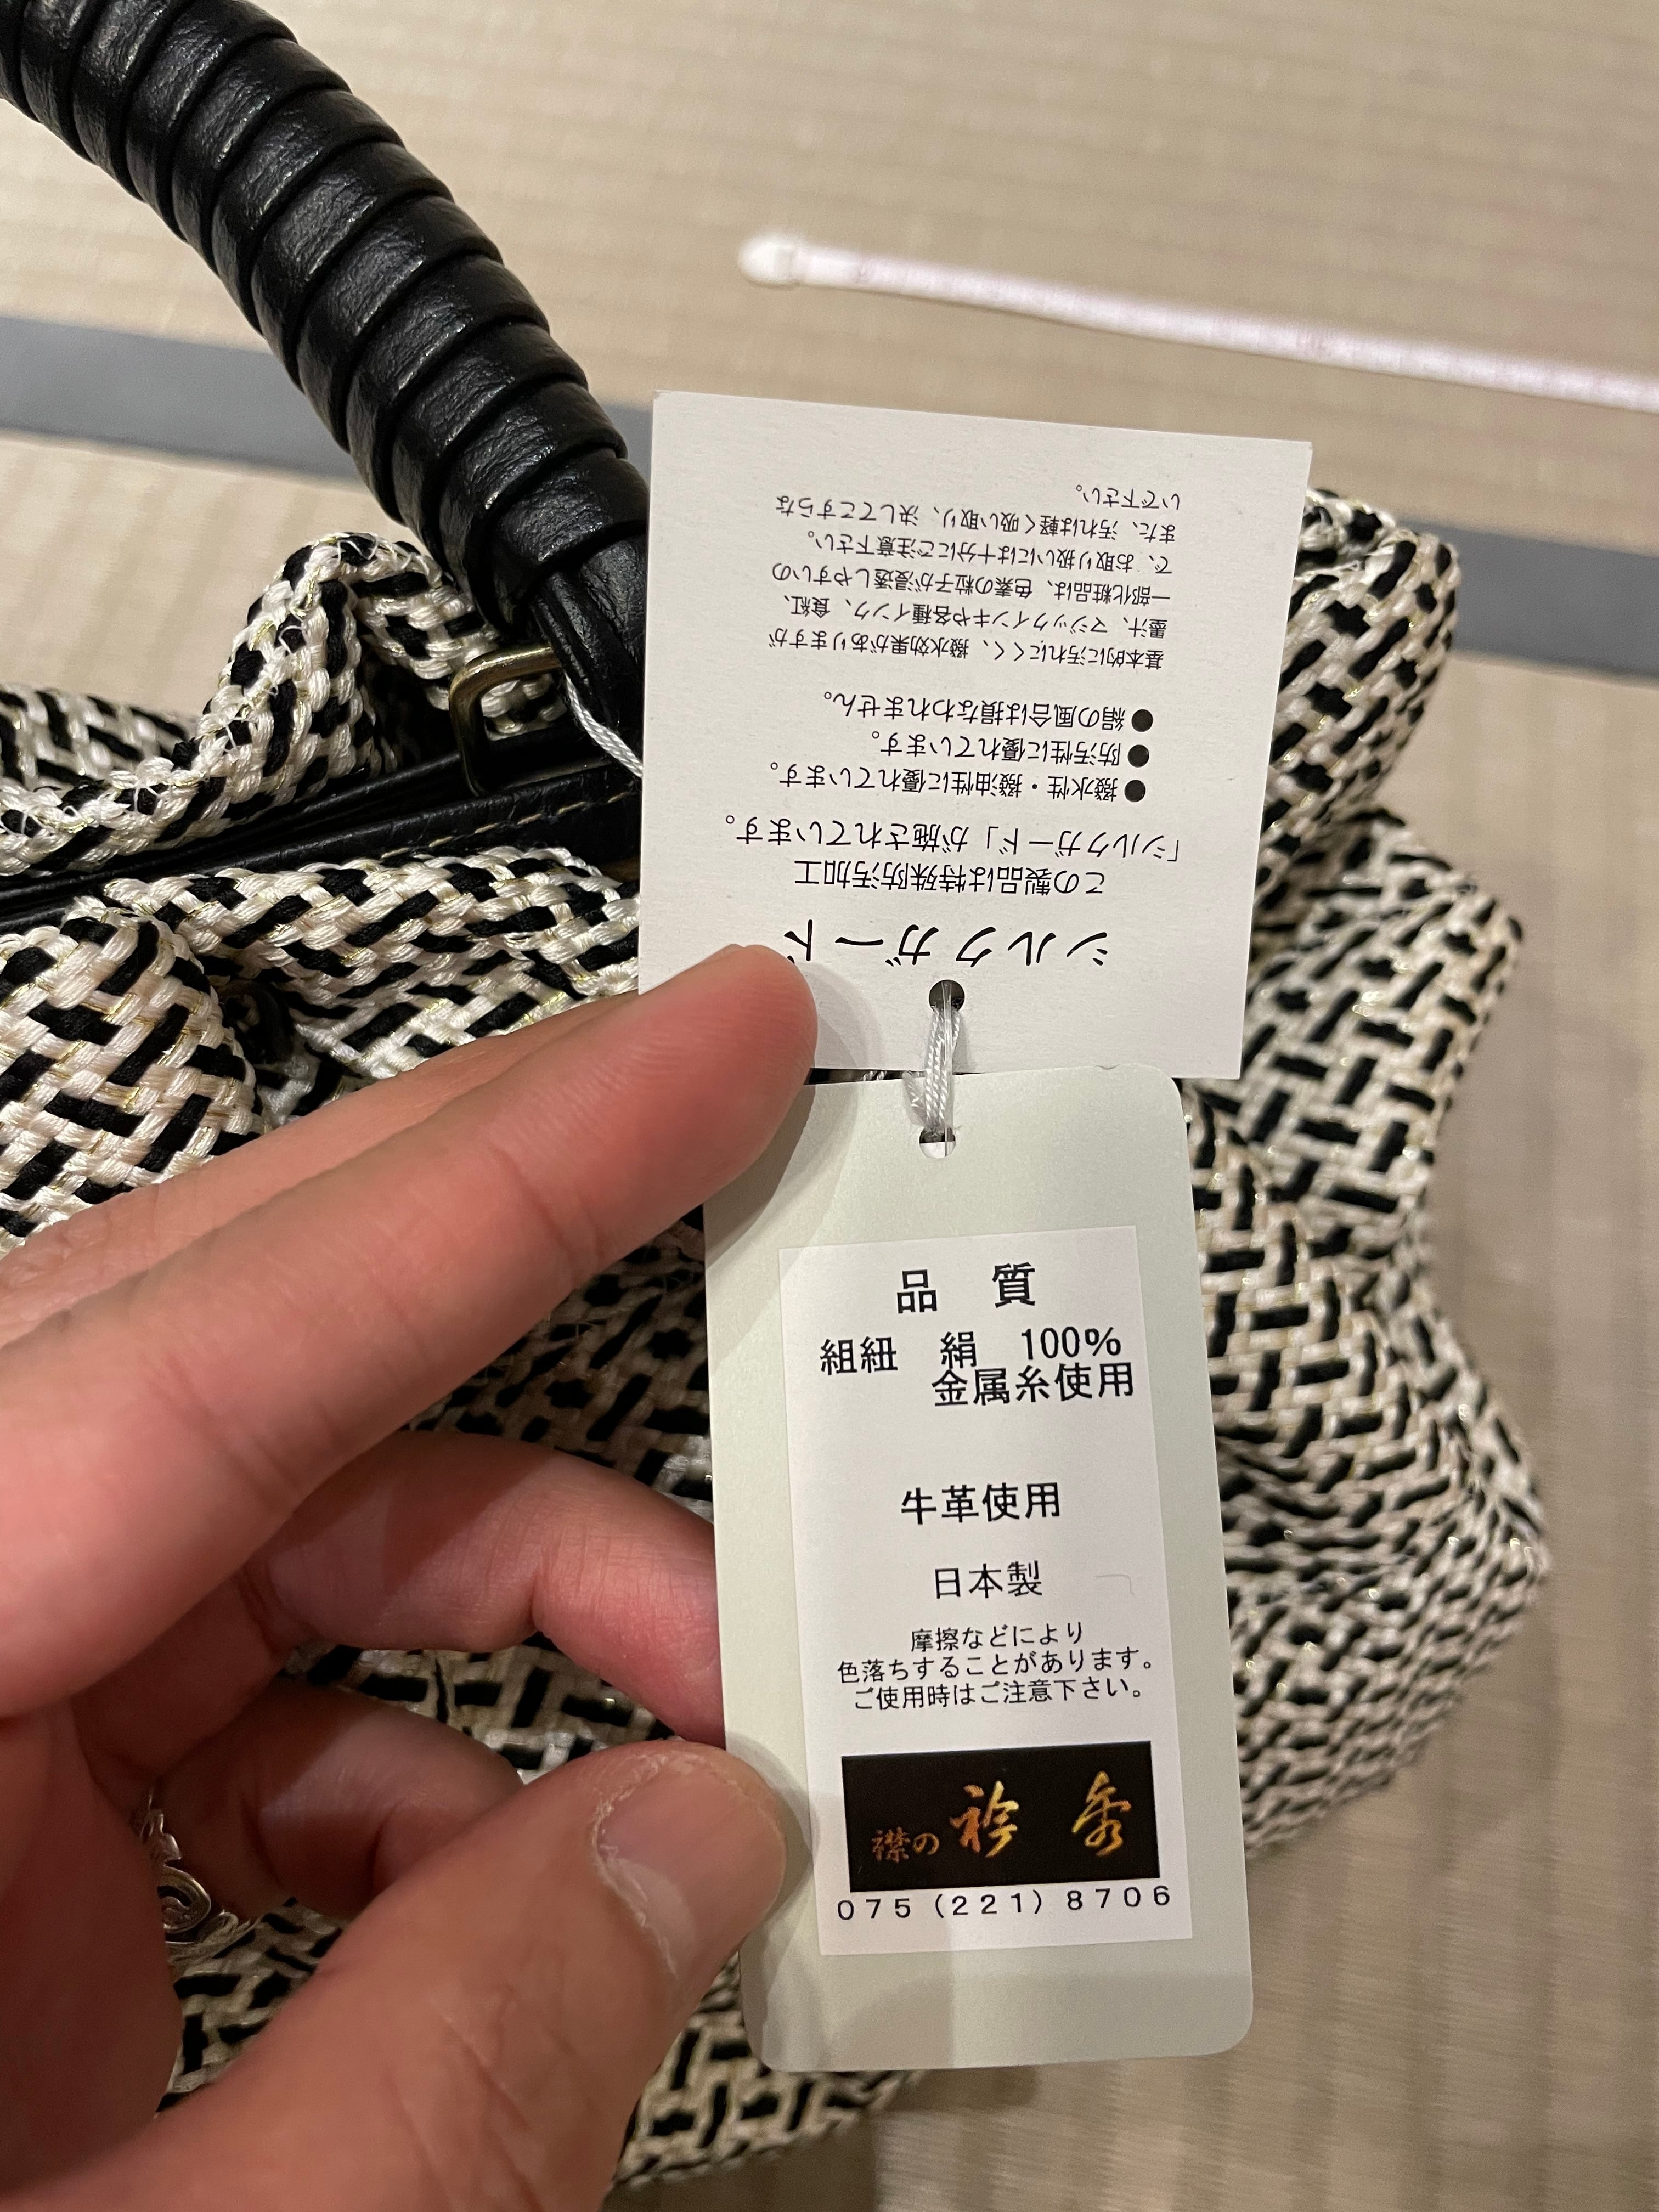 シルクガード
この製品は特殊防汚加工
「シルクガード」が施されています。
●撥水性・撥油性に優れています。
●防汚性に優れています。
●絹の風合は損なわれません。
基本的に汚れにくく、撥水効果がありますが
墨汁、マジックインキや各種インク、食紅、
一部化粧品は、色素の粒子が浸透しやすいの
で、お取り扱いには十分にご注意下さい。
また、汚れは軽く吸い取り、決してこすらな
いで下さい。
品 質
組紐 絹 100%
金属糸使用
牛革使用
日本製
摩擦などにより
色落ちすることがあります。
ご使用時はご注意下さい。
襟の 衿秀
075(221)8706